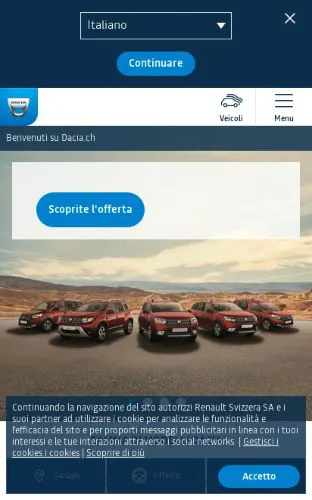 Italiano
Continuare
DACIA
Veicoli
Menu
Benvenuti su Dacia.ch
Scoprite l'offerta
Continuando la navigazione del sito autorizzi Renault Svizzera SA e i
suoi partner ad utilizzare i cookie per analizzare le funzionalità e
l'efficacia del sito e per proporti messaggi pubblicitari in linea con i tuoi
interessi e le tue interazioni attraverso i social networks | Gestisci i
cookies i cookies | Scoprire di più
Garage
Offerte
Accetto